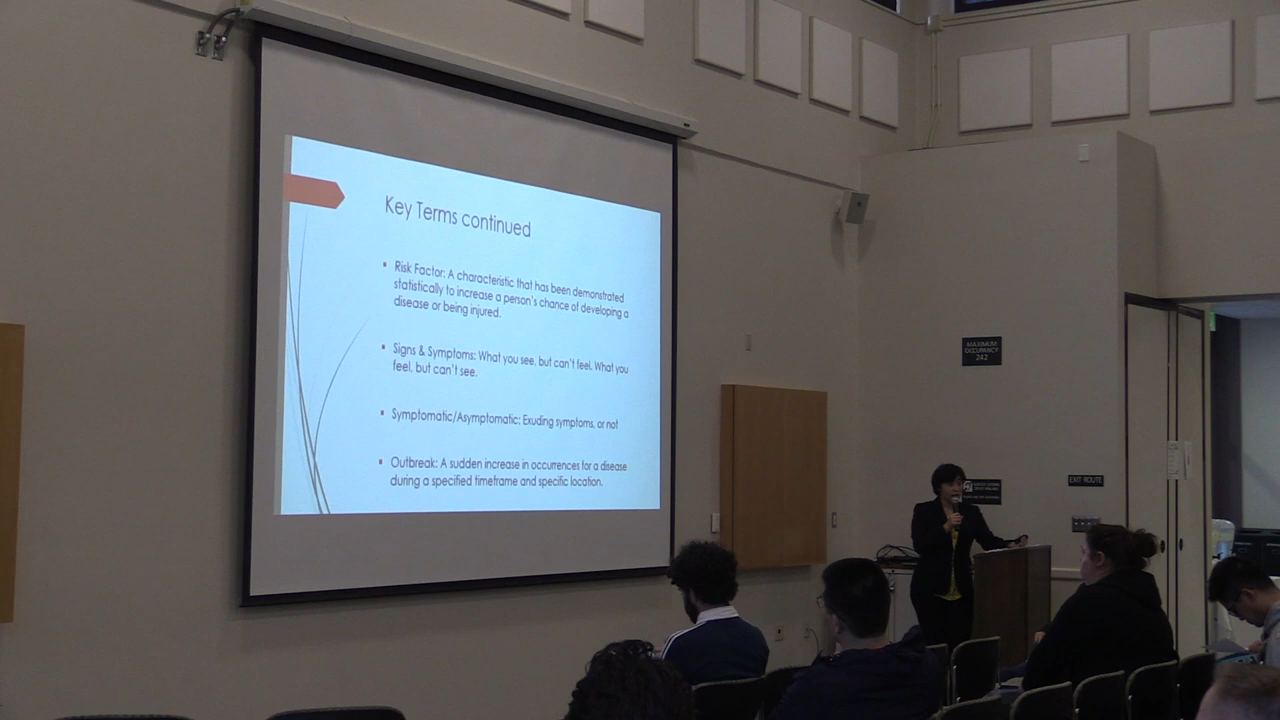 Key Terms continued
▪ Risk Factor: A characteristic that has been demonstrated
statistically to increase a person's chance of developing a
disease or being injured.
▪ Signs & Symptoms: What you see, but can't feel. What you
feel, but can't see.
▪ Symptomatic/Asymptomatic: Exuding symptoms, or not
▪ Outbreak: A sudden increase in occurrences for a disease
during a specified timeframe and specific location.
MAXIMUM
OCCUPANCY
242
EXIT ROUTE